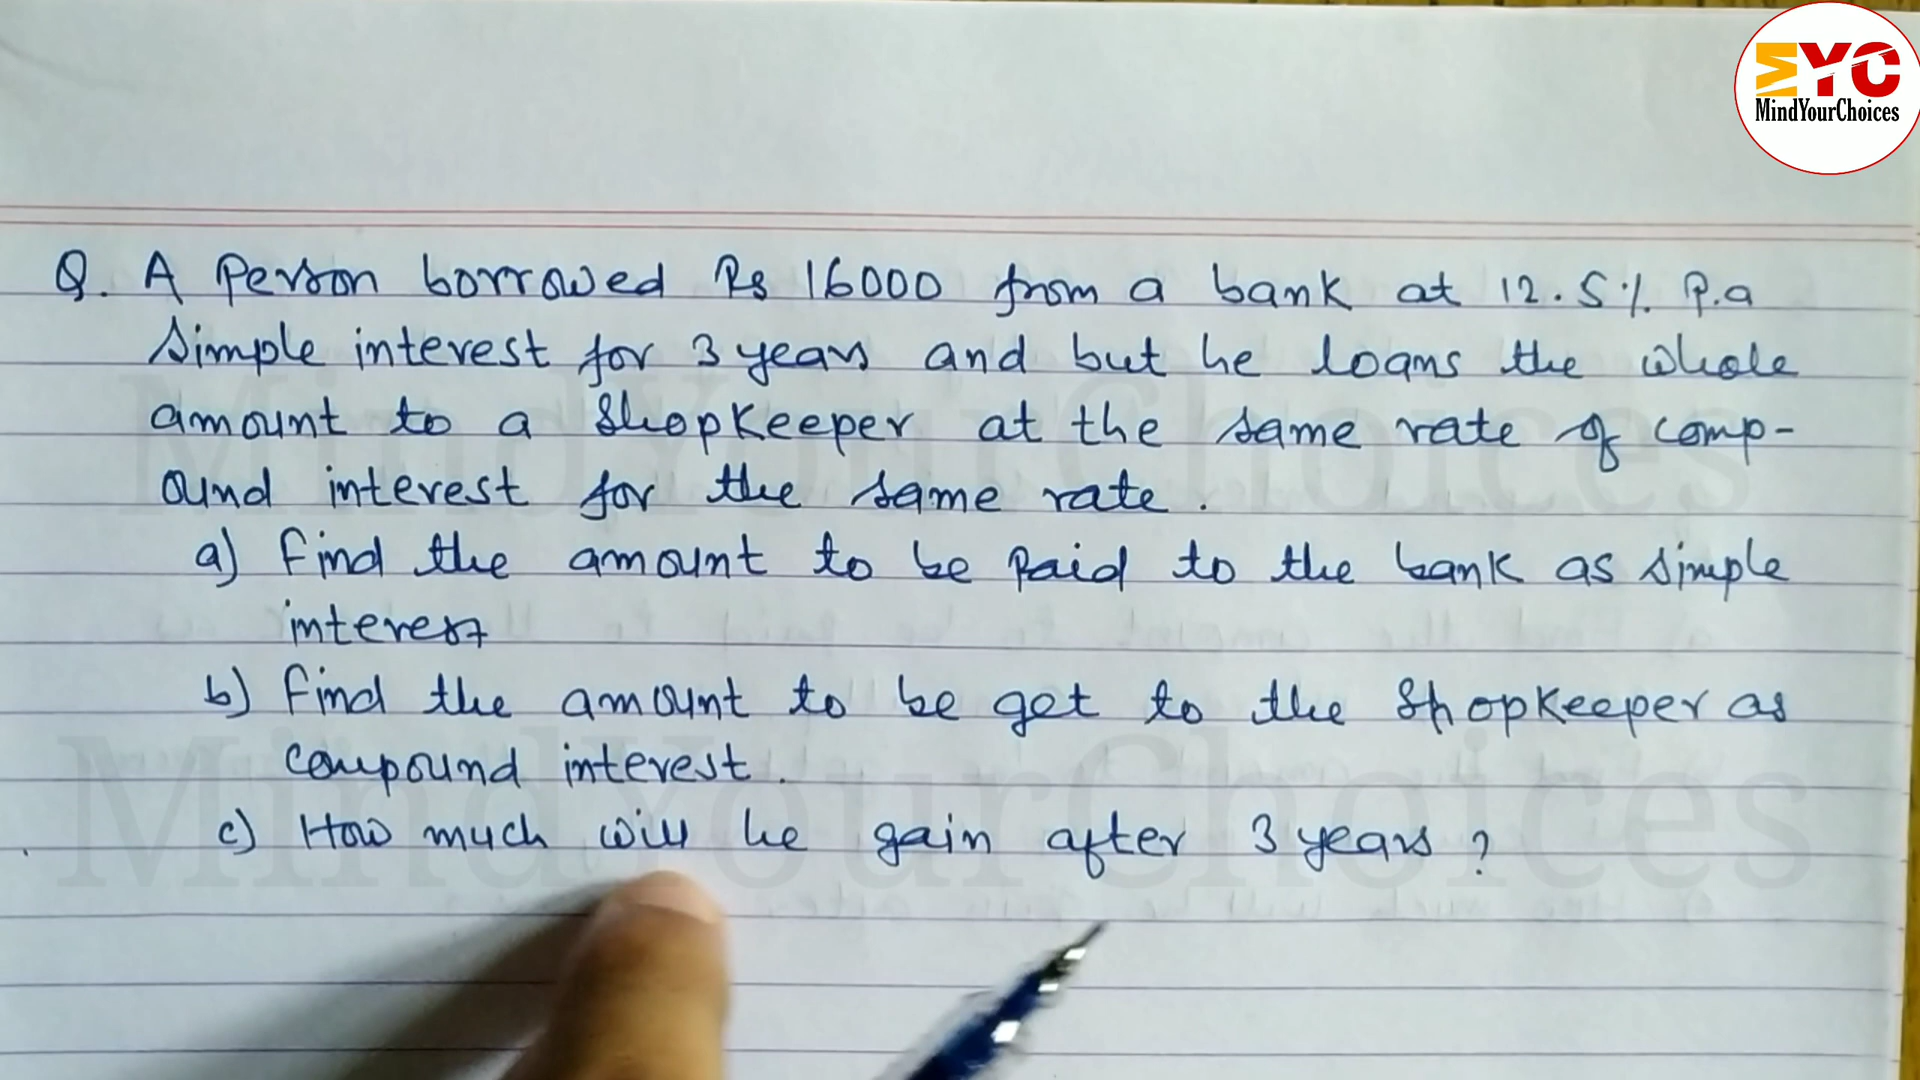 MYC
MindYourChoices
Q. A Person borrowed Rs 16000 from a bank at 12.5% P.a
Simple interest for 3 years and but he loans the whole
amount to a Shopkeeper at the same rate of comp-
ound interest for the same rate.
a) Find the amount to be paid to the bank as simple
interest
b) Find the amount to be get to the Shopkeeper as
compound interest.
c) How much will he gain after 3 years?
MindYourChoices
MindYourChoices